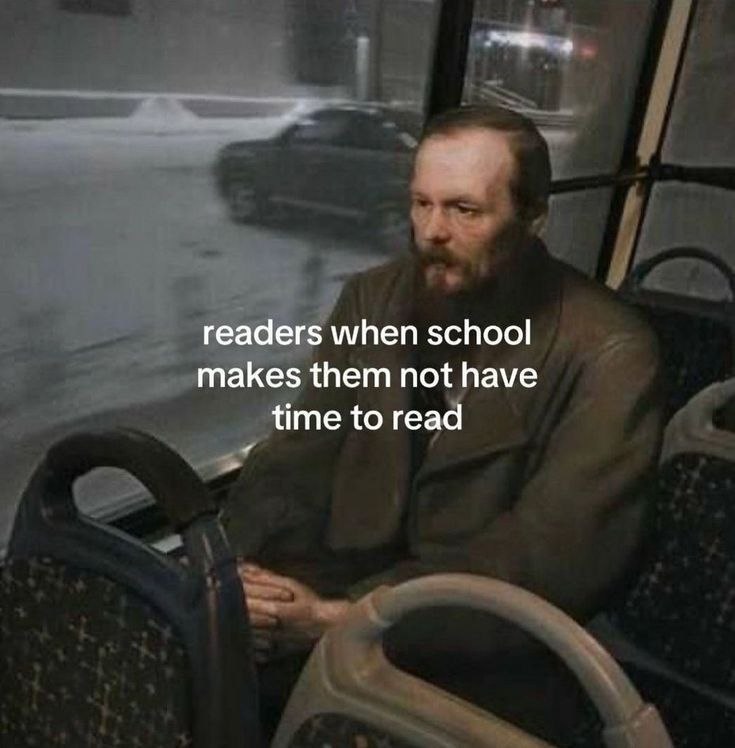 readers when school
makes them not have
time to read